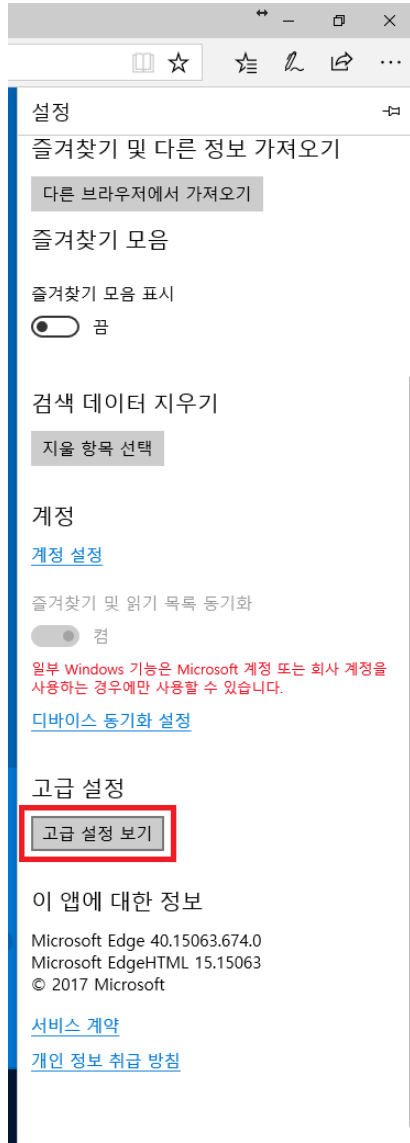 설정
즐겨찾기 및 다른 정보 가져오기
다른 브라우저에서 가져오기
즐겨찾기 모음
즐겨찾기 모음 표시
끔
검색 데이터 지우기
지울 항목 선택
계정
계정 설정
즐겨찾기 및 읽기 목록 동기화
켬
일부 Windows 기능은 Microsoft 계정 또는 회사 계정을
사용하는 경우에만 사용할 수 있습니다.
디바이스 동기화 설정
고급 설정
고급 설정 보기
이 앱에 대한 정보
Microsoft Edge 40.15063.674.0
Microsoft EdgeHTML 15.15063
© 2017 Microsoft
서비스 계약
개인 정보 취급 방침